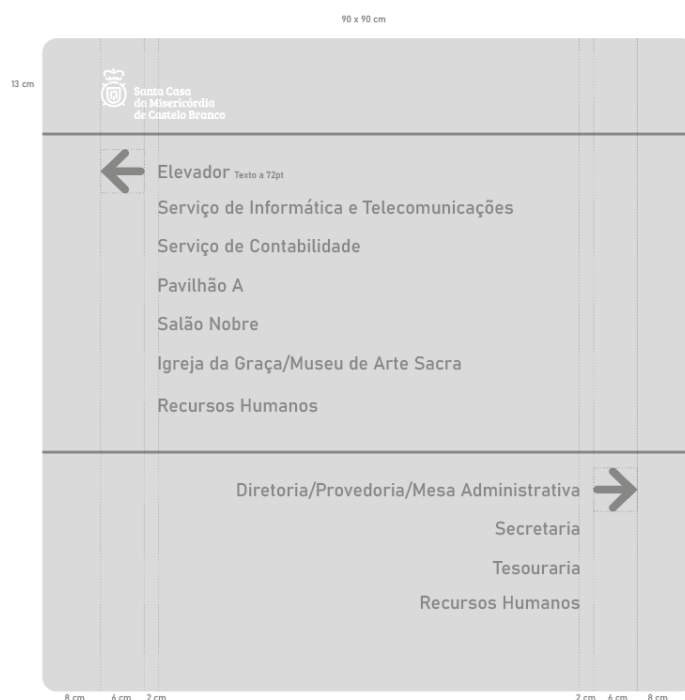 90 x 90 cm
13 cm
Santa Casa
da Misericórdia
de Castelo Branco
Elevador Texto a 72pt
Serviço de Informática e Telecomunicações
Serviço de Contabilidade
Pavilhão A
Salão Nobre
Igreja da Graça/Museu de Arte Sacra
Recursos Humanos
Diretoria/Provedoria/Mesa Administrativa
Secretaria
Tesouraria
Recursos Humanos
8 cm 6 cm 2 cm 2 cm 6 cm 8 cm